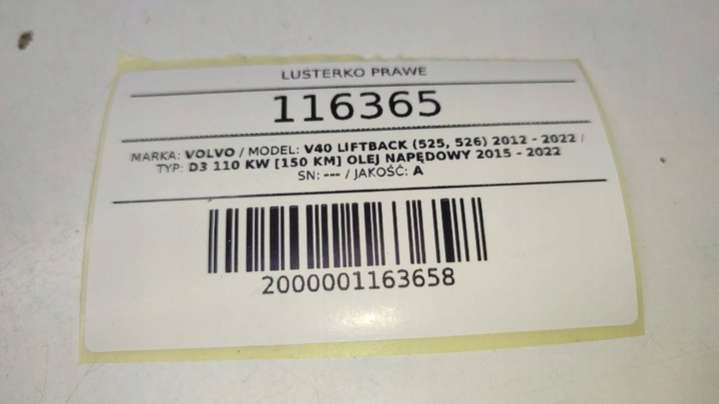 LUSTERKO PRAWE
116365
MARKA: VOLVO / MODEL: V40 LIFTBACK (525, 526) 2012 - 2022 /
TYP: D3 110 KW [150 KM] OLEJ NAPĘDOWY 2015 - 2022
SN: --- / JAKOŚĆ: A
2000001163658